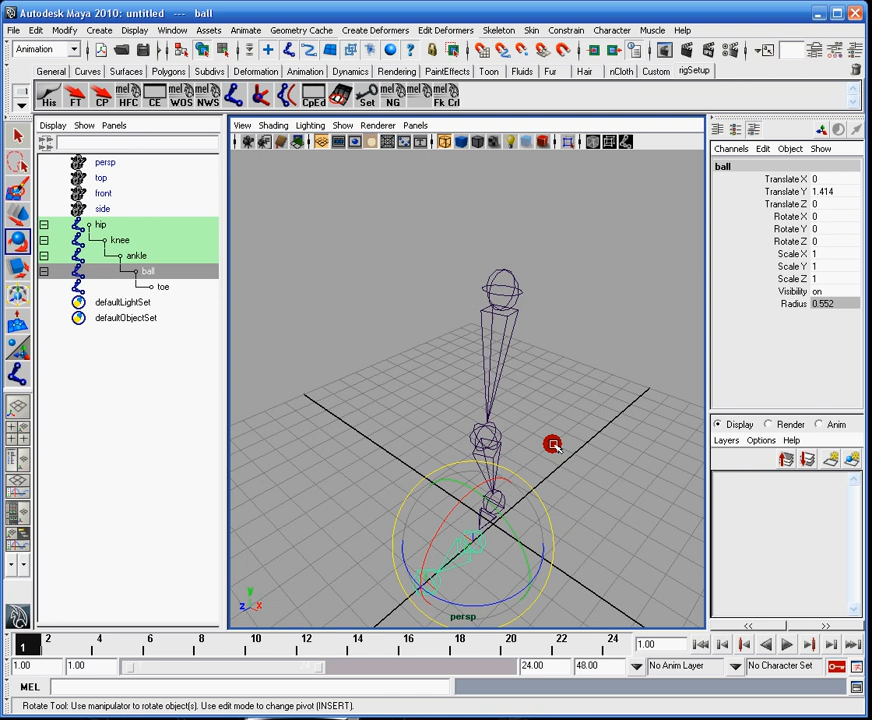 Autodesk Maya 2010: untitled --- ball
File Edit Modify Create Display Window Assets Animate Geometry Cache Create Deformers Edit Deformers Skeleton Skin Constrain Character Muscle Help
Animation
General Curves Surfaces Polygons Subdivs Deformation Animation Dynamics Rendering PaintEffects Toon Fluids Fur Hair nCloth Custom rigSetup
His FT CP mel HFC CE mel WOS mel NWS CpEd Set mel NG mel Fk Crl
Display Show Panels
View Shading Lighting Show Renderer Panels
persp
top
front
side
hip
knee
ankle
ball
toe
defaultLightSet
defaultObjectSet
y
z x
persp
Channels Edit Object Show
ball
Translate X 0
Translate Y 1.414
Translate Z 0
Rotate X 0
Rotate Y 0
Rotate Z 0
Scale X 1
Scale Y 1
Scale Z 1
Visibility on
Radius 0.552
Display Render Anim
Layers Options Help
1 2 4 6 8 10 12 14 16 18 20 22 24 1.00
1.00 1.00 24.00 48.00 No Anim Layer No Character Set
MEL
Rotate Tool: Use manipulator to rotate object(s). Use edit mode to change pivot (INSERT).